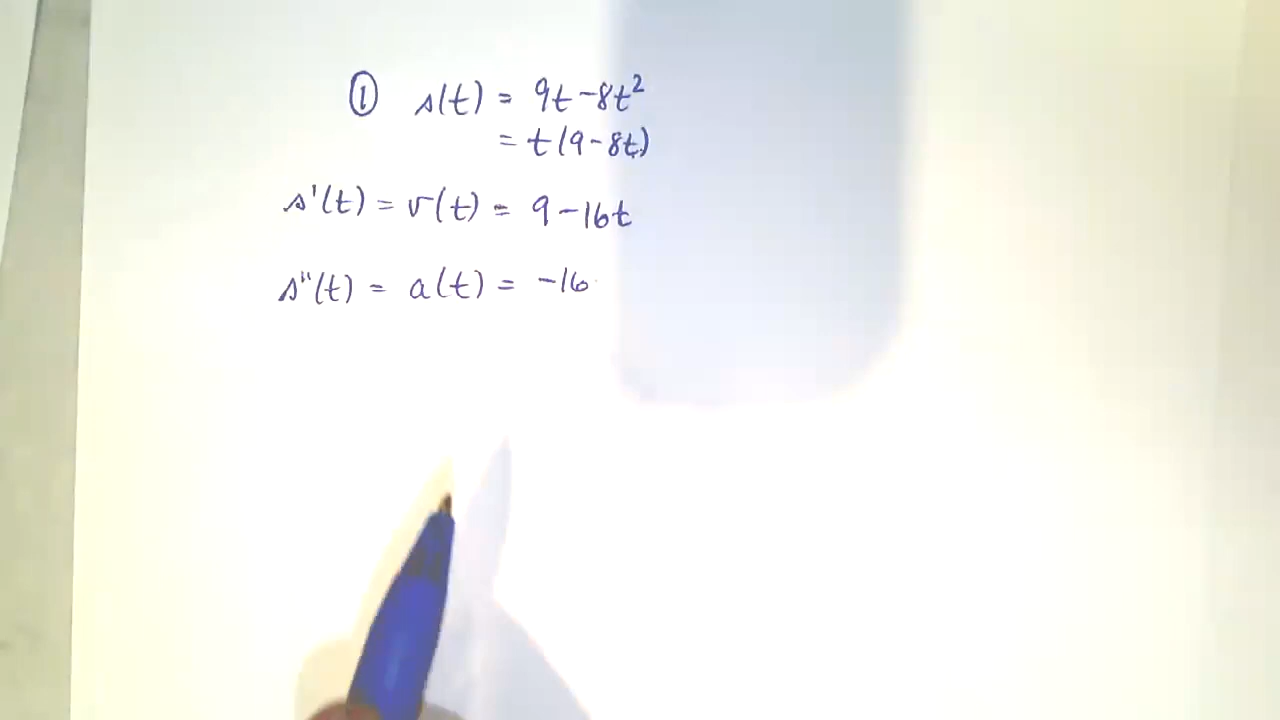 ① s(t) = 9t - 8t²
= t(9 - 8t)
s'(t) = v(t) = 9 - 16t
s''(t) = a(t) = -16